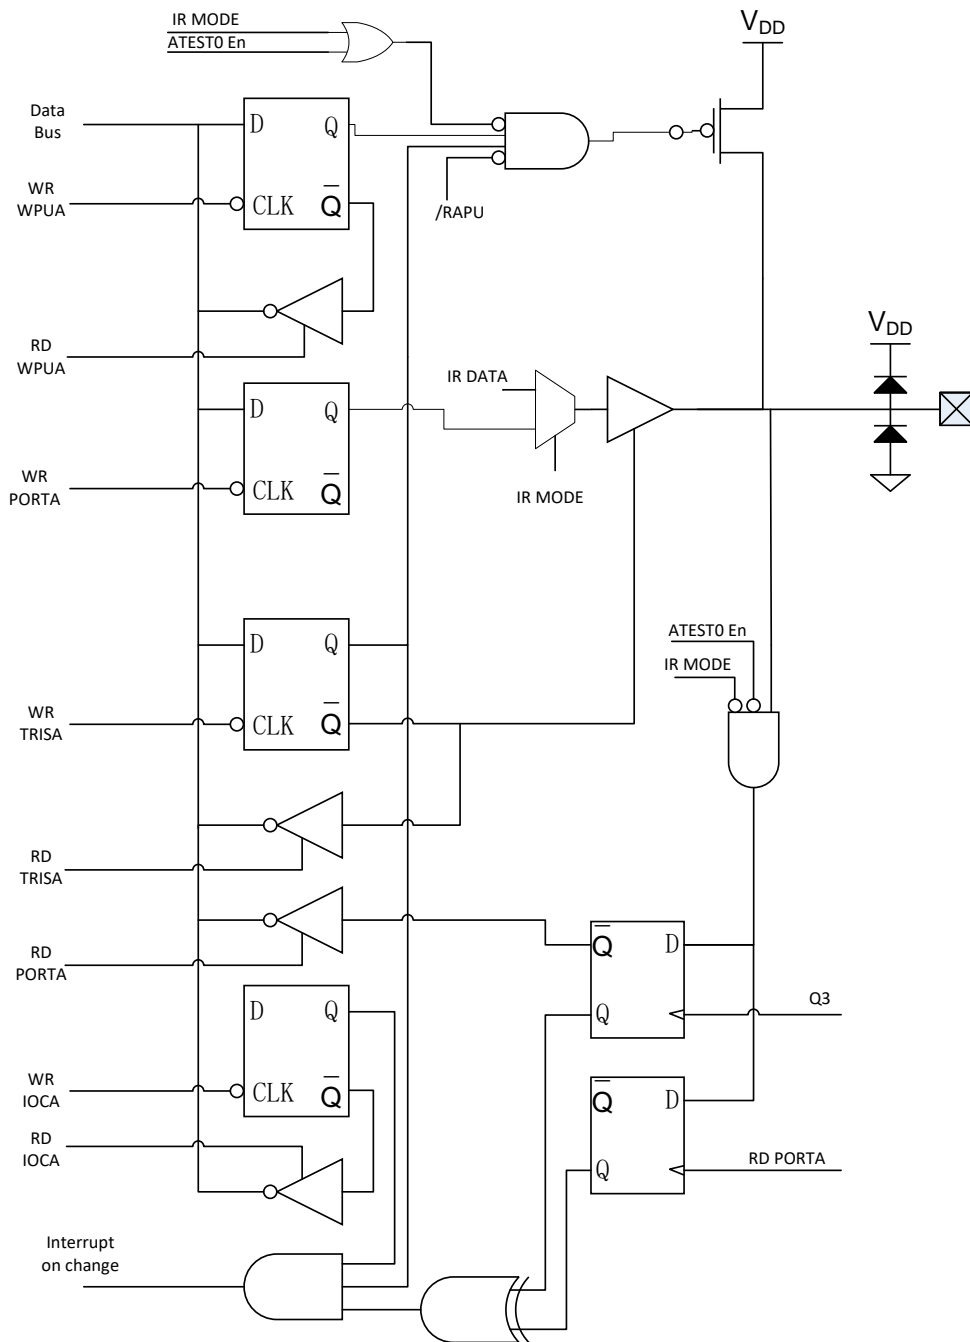 IR MODE
ATEST0 En
VDD
Data
Bus
D
Q
WR
WPUA
CLK
Q
/RAPU
RD
WPUA
VDD
IR DATA
D
Q
WR
PORTA
CLK
Q
IR MODE
D
Q
ATEST0 En
IR MODE
WR
TRISA
CLK
Q
RD
TRISA
RD
PORTA
Q
D
D
Q
Q
Q3
WR
IOCA
CLK
Q
Q
D
RD
IOCA
Q
RD PORTA
Interrupt
on change